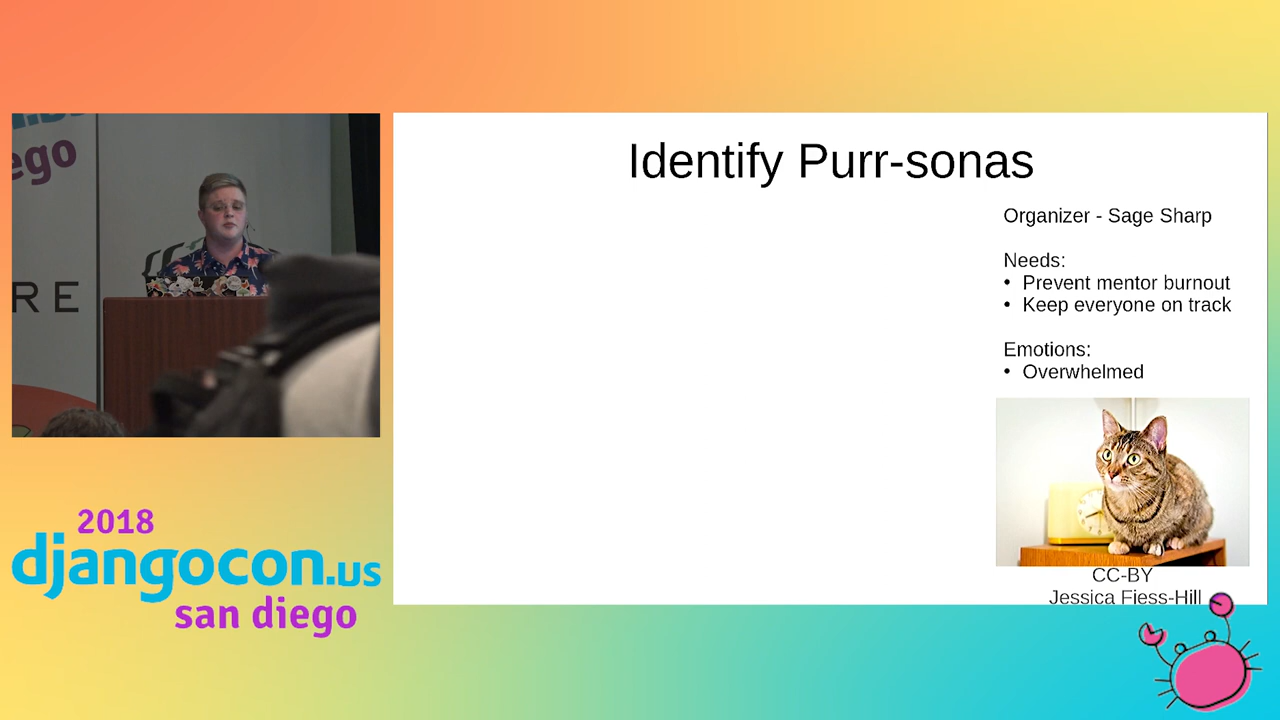 ego
RE
Identify Purr-sonas
Organizer - Sage Sharp
Needs:
• Prevent mentor burnout
• Keep everyone on track
Emotions:
• Overwhelmed
CC-BY
Jessica Fiess-Hill
2018
djangocon.us
san diego